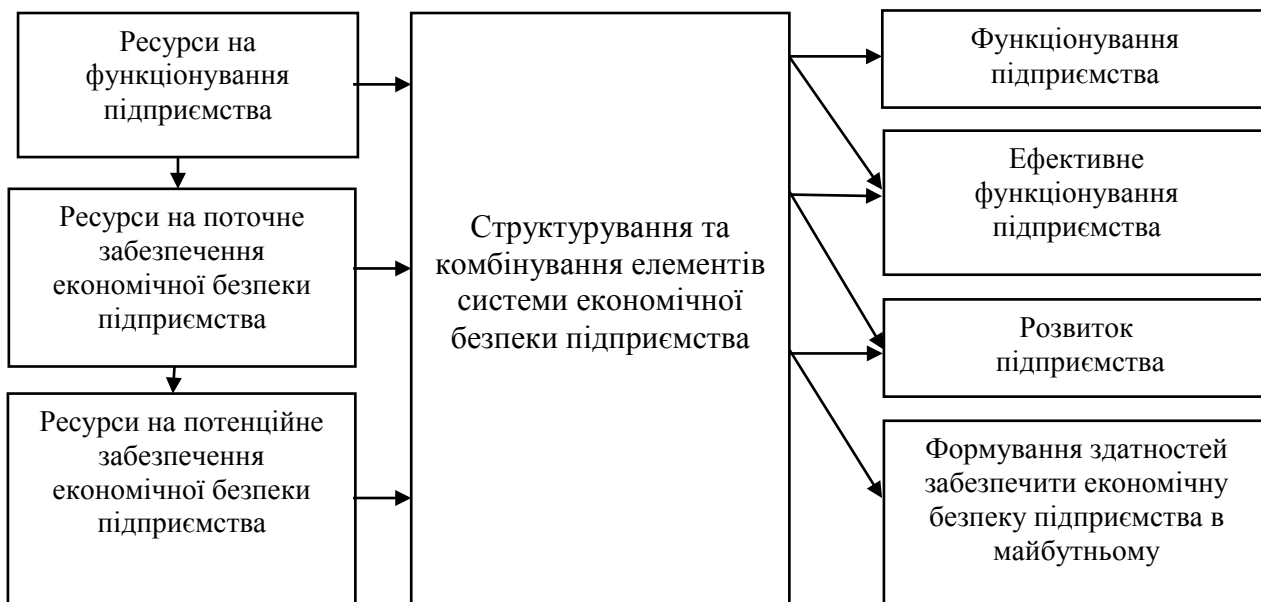 Ресурси на
функціонування
підприємства
Ресурси на поточне
забезпечення
економічної безпеки
підприємства
Ресурси на потенційне
забезпечення
економічної безпеки
підприємства
Структурування та
комбінування елементів
системи економічної
безпеки підприємства
Функціонування
підприємства
Ефективне
функціонування
підприємства
Розвиток
підприємства
Формування здатностей
забезпечити економічну
безпеку підприємства в
майбутньому